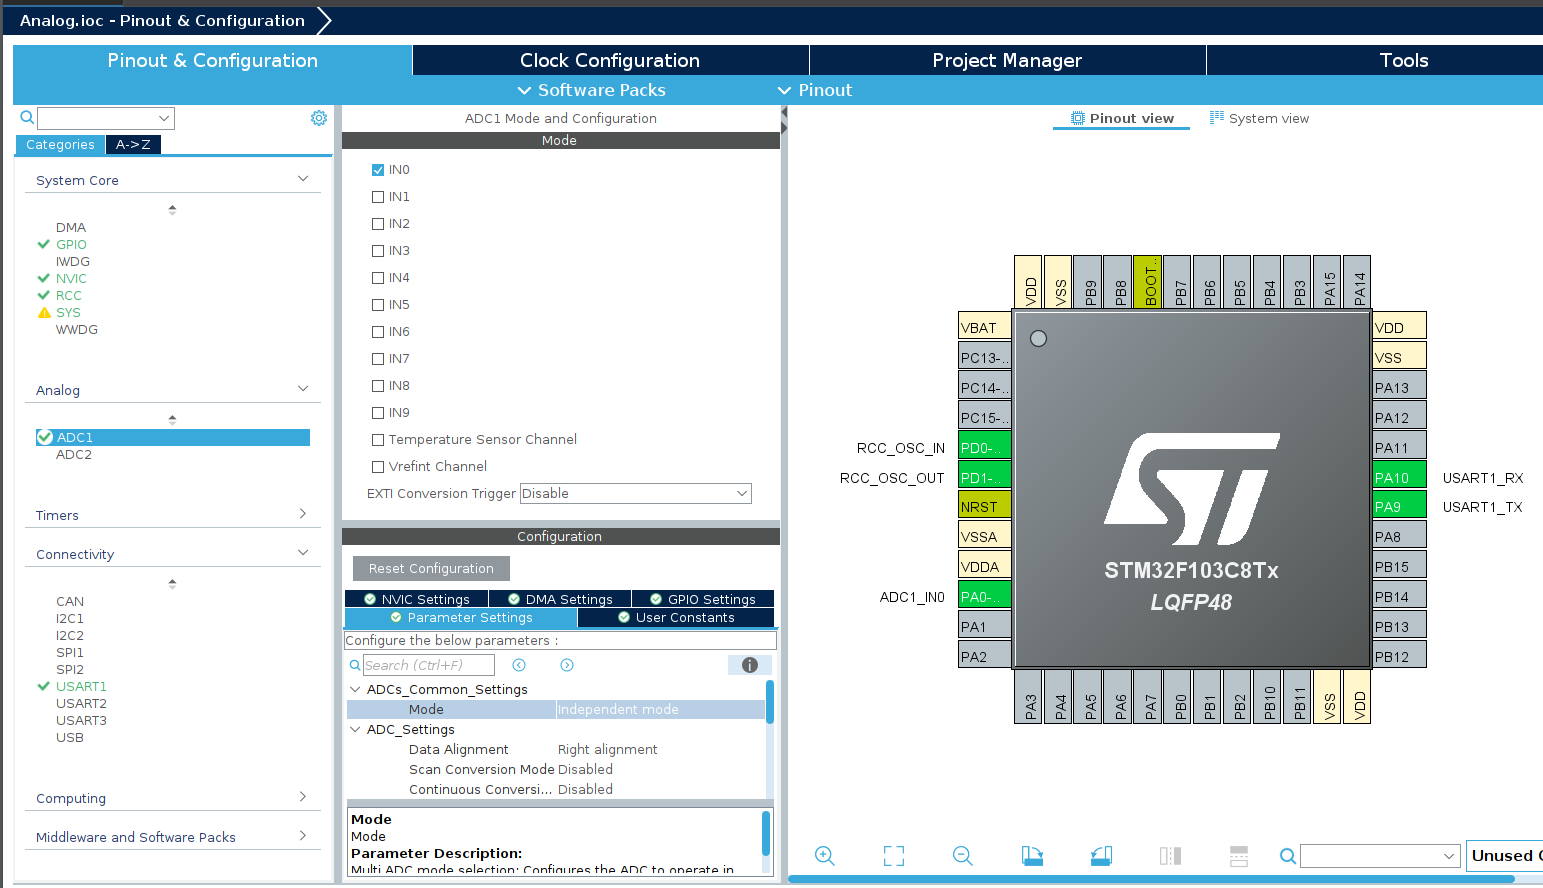 Analog.ioc - Pinout & Configuration
Pinout & Configuration
Clock Configuration
Project Manager
Tools
Software Packs
Pinout
Categories
A->Z
System Core
DMA
GPIO
IWDG
NVIC
RCC
SYS
WWDG
Analog
ADC1
ADC2
Timers
Connectivity
CAN
I2C1
I2C2
SPI1
SPI2
USART1
USART2
USART3
USB
Computing
Middleware and Software Packs
ADC1 Mode and Configuration
Mode
IN0
IN1
IN2
IN3
IN4
IN5
IN6
IN7
IN8
IN9
Temperature Sensor Channel
Vrefint Channel
EXTI Conversion Trigger Disable
Configuration
Reset Configuration
NVIC Settings
DMA Settings
GPIO Settings
Parameter Settings
User Constants
Configure the below parameters :
Search (Ctrl+F)
ADCs_Common_Settings
Mode Independent mode
ADC_Settings
Data Alignment Right alignment
Scan Conversion Mode Disabled
Continuous Conversi... Disabled
Mode
Mode
Parameter Description:
Multi ADC mode selection: Configures the ADC to operate in
Pinout view
System view
VDD
VSS
PB9
PB8
BOOT..
PB7
PB6
PB5
PB4
PB3
PA15
PA14
VBAT
PC13-..
PC14-..
PC15-..
RCC_OSC_IN PD0-..
RCC_OSC_OUT PD1-..
NRST
VSSA
VDDA
ADC1_IN0 PA0-..
PA1
PA2
ST
STM32F103C8Tx
LQFP48
VDD
VSS
PA13
PA12
PA11
PA10 USART1_RX
PA9 USART1_TX
PA8
PB15
PB14
PB13
PB12
PA3
PA4
PA5
PA6
PA7
PB0
PB1
PB2
PB10
PB11
VSS
VDD
Unused